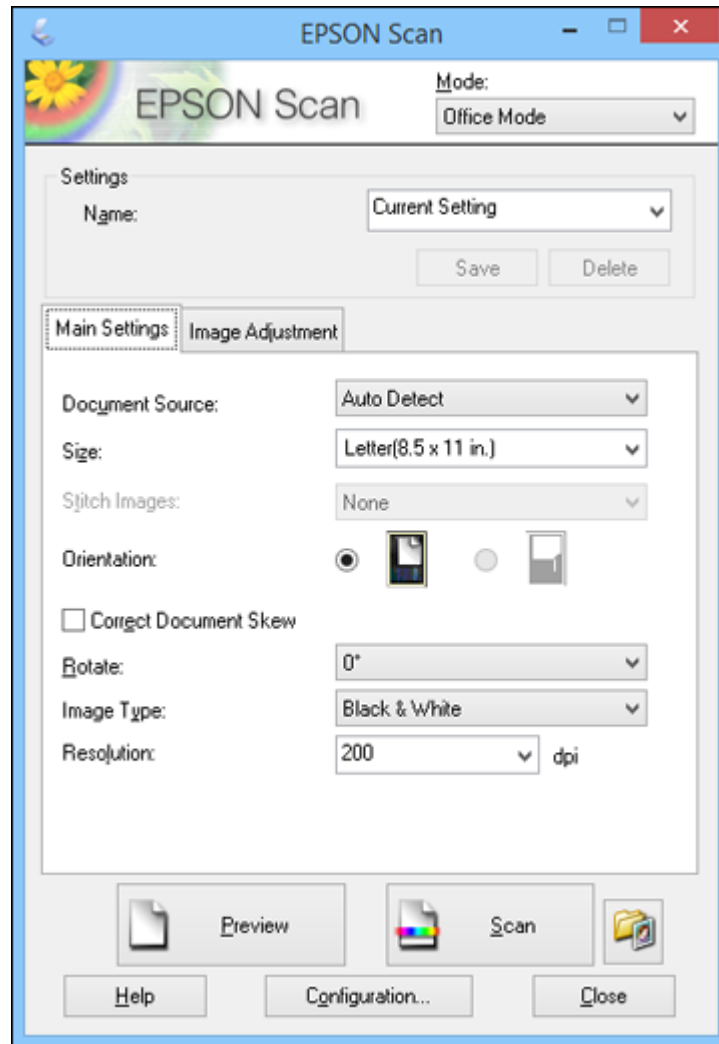 EPSON Scan
EPSON Scan
Mode:
Office Mode
Settings
Name: Current Setting
Save Delete
Main Settings Image Adjustment
Document Source: Auto Detect
Size: Letter(8.5 x 11 in.)
Stitch Images: None
Orientation:
Correct Document Skew
Rotate: 0°
Image Type: Black & White
Resolution: 200 dpi
Preview Scan
Help Configuration... Close